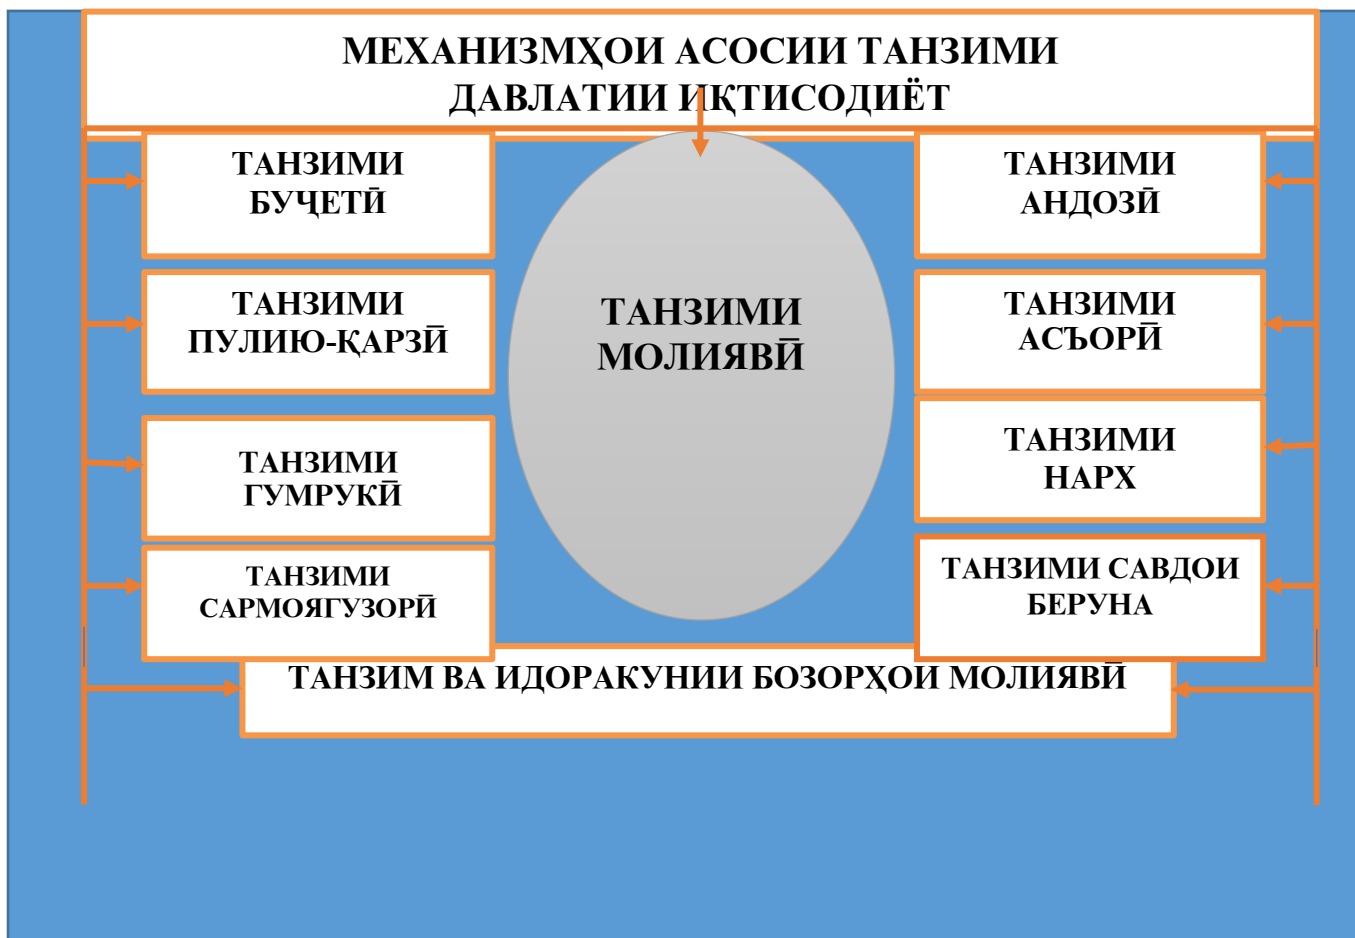 МЕХАНИЗМҲОИ АСОСИИ ТАНЗИМИ
ДАВЛАТИИ ИҚТИСОДИЁТ
ТАНЗИМИ
БУҶЕТӢ
ТАНЗИМИ
ПУЛИЮ-ҚАРЗӢ
ТАНЗИМИ
ГУМРУКӢ
ТАНЗИМИ
САРМОЯГУЗОРӢ
ТАНЗИМИ
МОЛИЯВӢ
ТАНЗИМИ
АНДОЗӢ
ТАНЗИМИ
АСЪОРӢ
ТАНЗИМИ
НАРХ
ТАНЗИМИ САВДОИ
БЕРУНА
ТАНЗИМ ВА ИДОРАКУНИИ БОЗОРҲОИ МОЛИЯВӢ